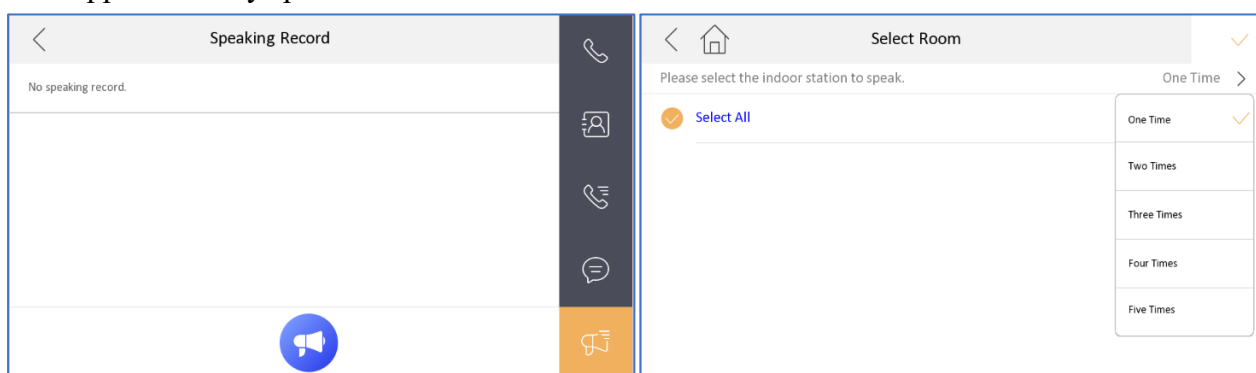 Speaking Record
No speaking record.
Select Room
Please select the indoor station to speak.
One Time
Select All
One Time
Two Times
Three Times
Four Times
Five Times